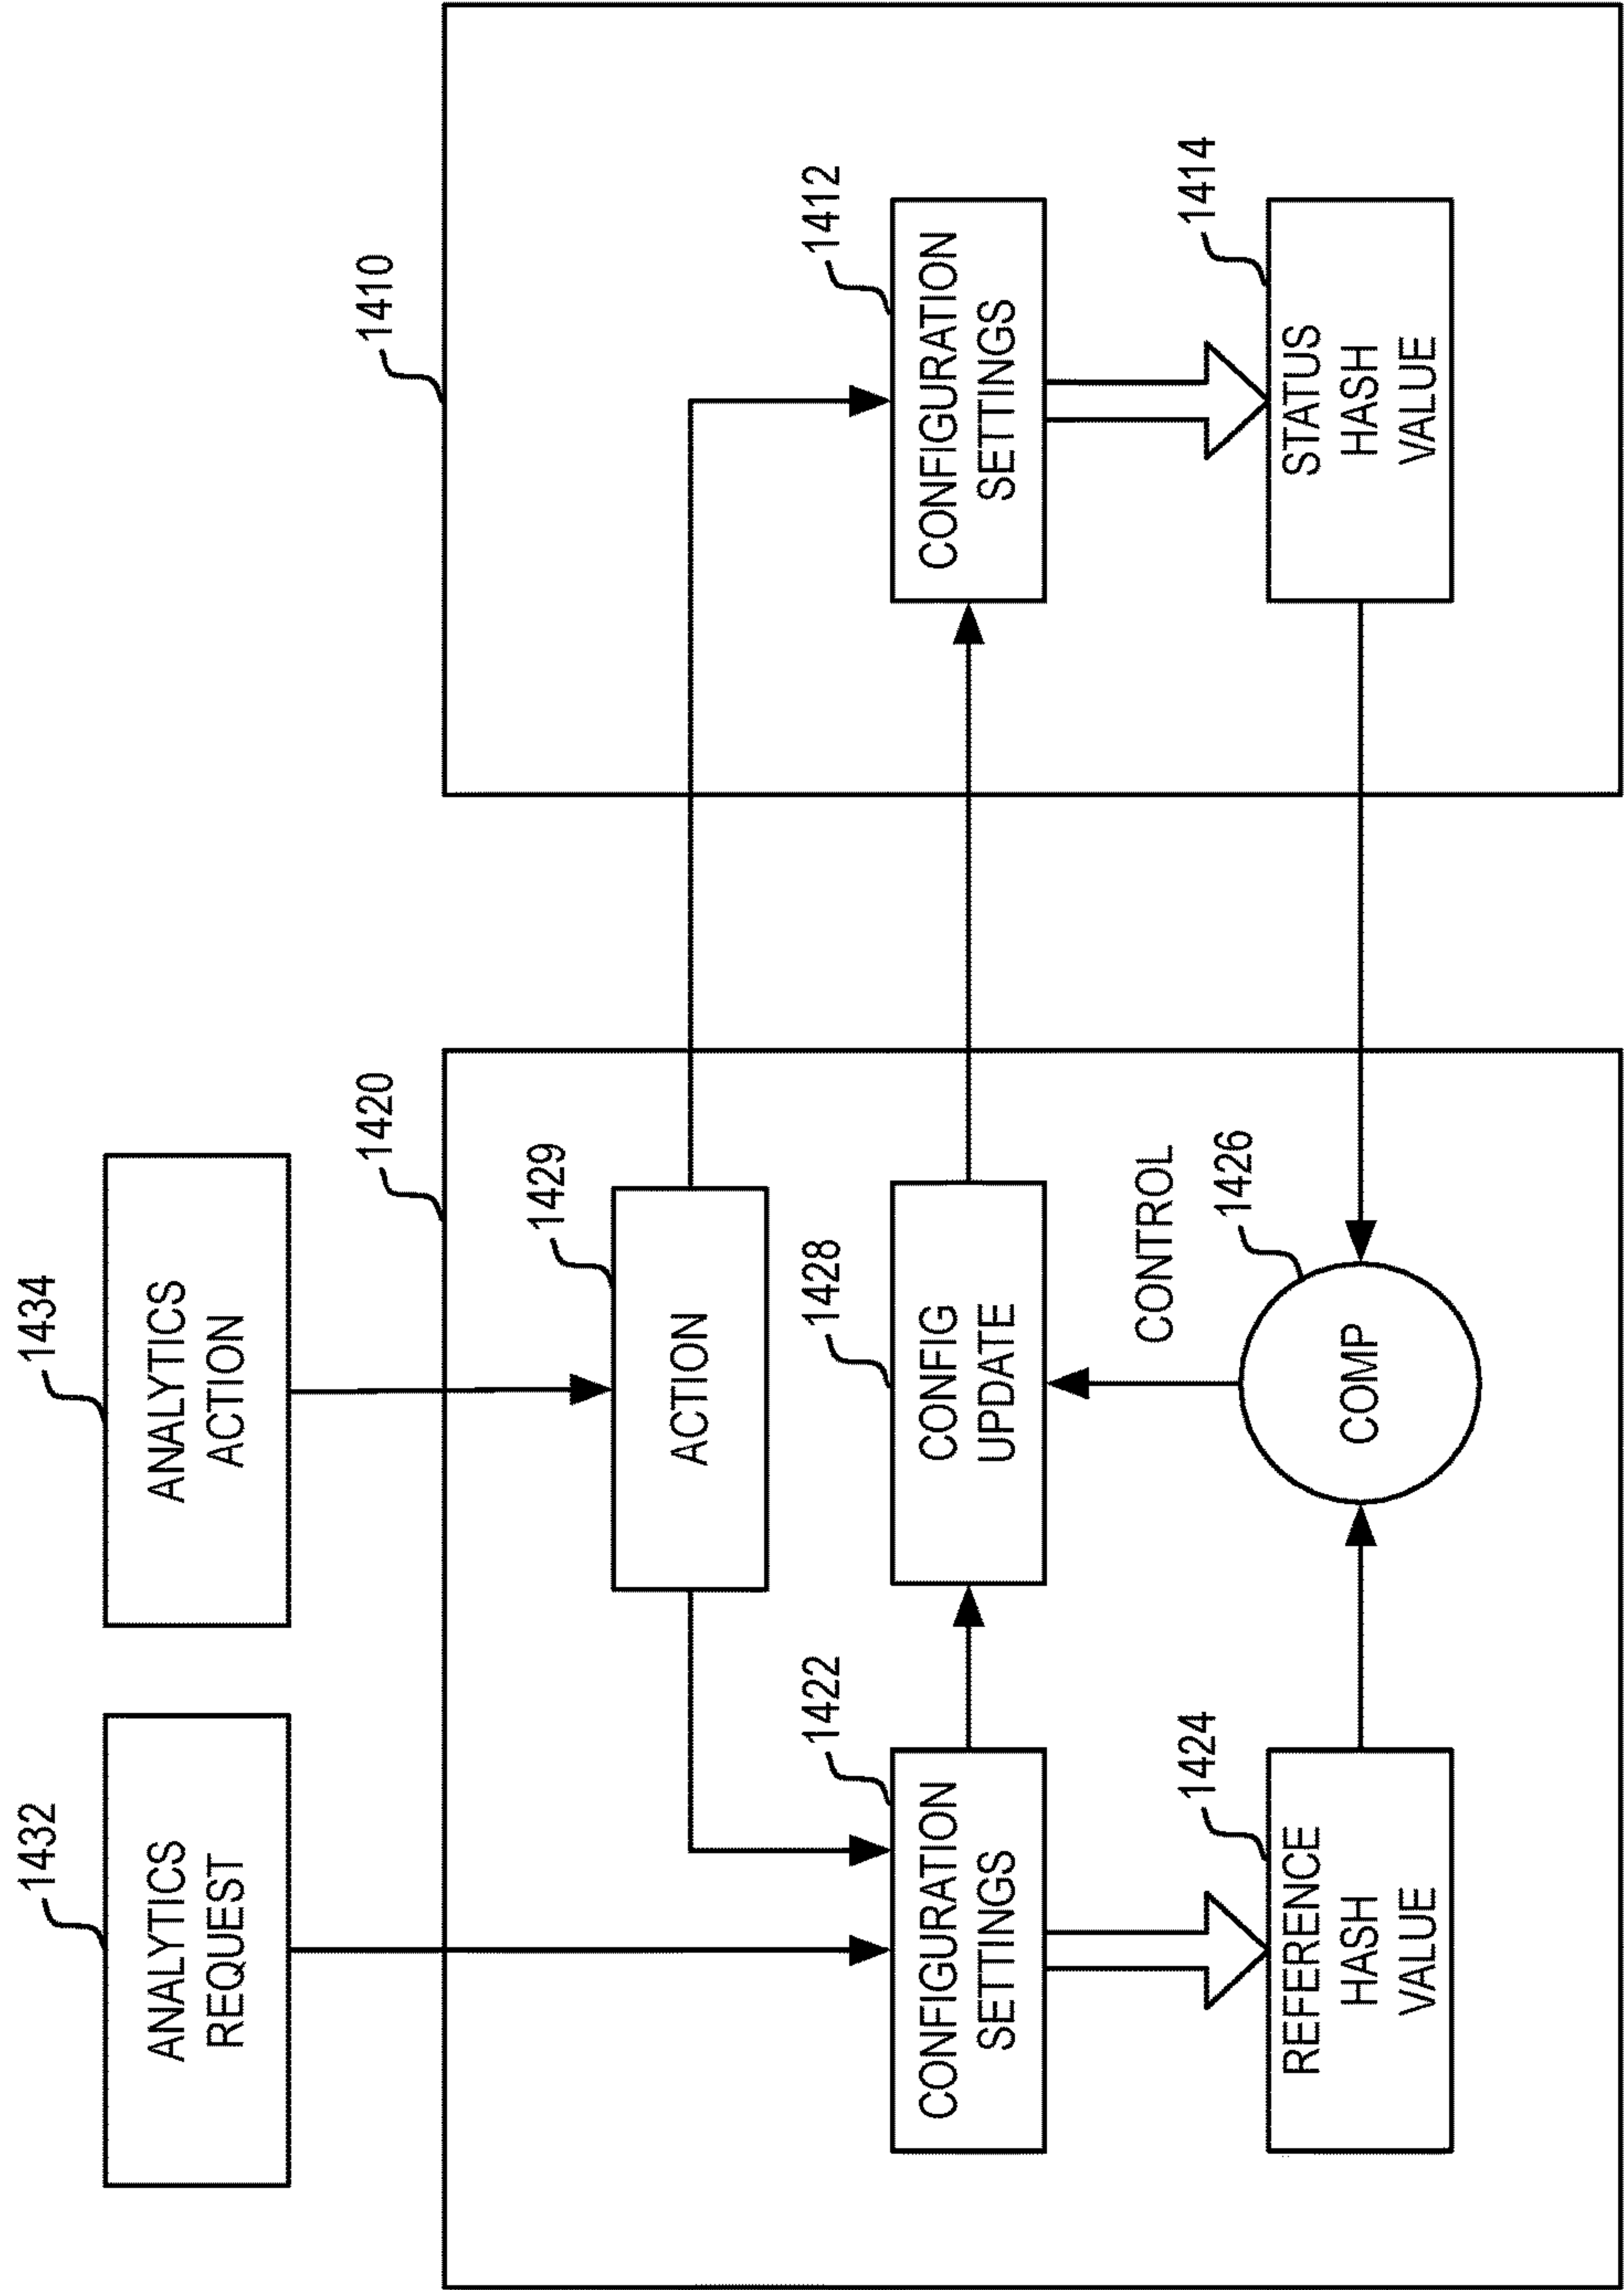 1432
ANALYTICS
REQUEST
1434
ANALYTICS
ACTION
1420
1410
1429
ACTION
1422
CONFIGURATION
SETTINGS
1428
CONFIG
UPDATE
1412
CONFIGURATION
SETTINGS
CONTROL
1424
REFERENCE
HASH
VALUE
1426
COMP
1414
STATUS
HASH
VALUE